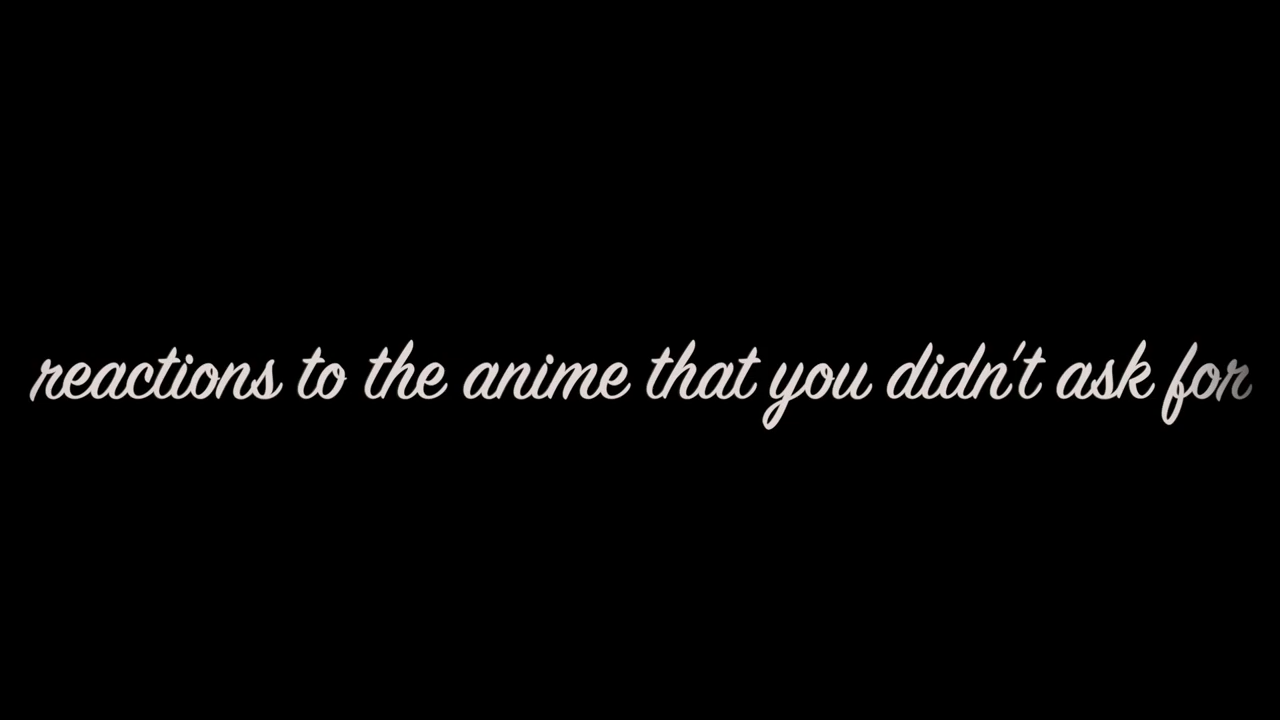 reactions to the anime that you didn't ask for